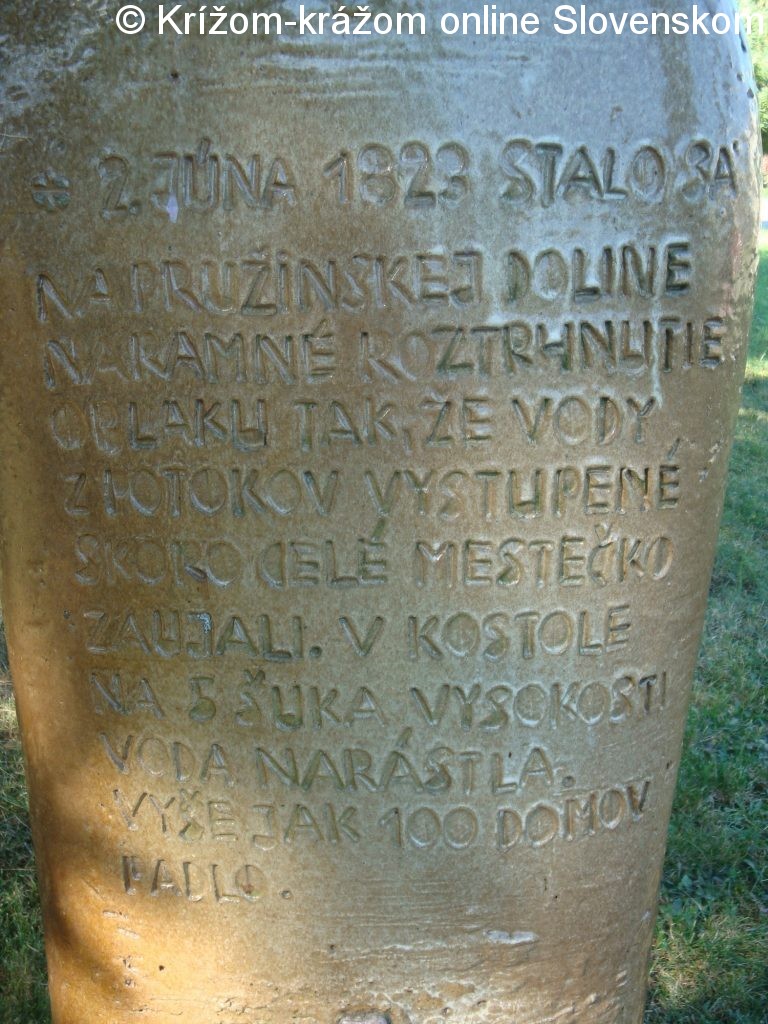 © Krížom-krážom online Slovenskom
* 2. JÚNA 1823 STALO SA
NA PRUŽINSKEJ DOLINE
NARAMNÉ ROZTRHNUTIE
OBLAKU TAK, ŽE VODY
Z POTOKOV VYSTUPENÉ
SKORO CELÉ MESTEČKO
ZAUJALI. V KOSTOLE
NA 5 ŠUKA VYSOKOSTI
VODA NARÁSTLA.
VYŠE JAK 100 DOMOV
PADLO.